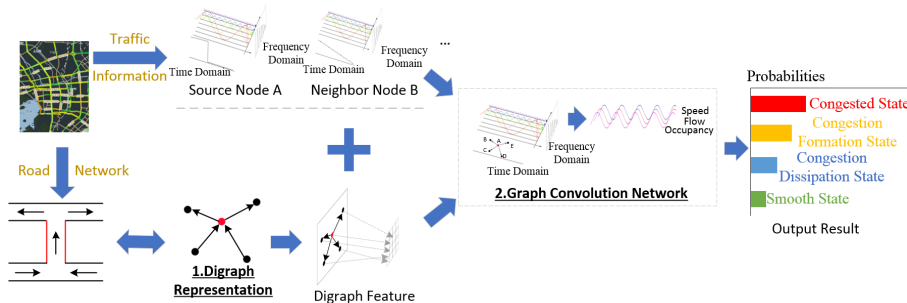 Traffic
Information
Frequency
Domain
Time Domain
Source Node A
Frequency
Domain
Time Domain
Neighbor Node B
...
Road Network
1.Digraph
Representation
Digraph Feature
B
A
E
C
D
Frequency
Domain
Time Domain
Speed
Flow
Occupancy
2.Graph Convolution Network
Probabilities
Congested State
Congestion
Formation State
Congestion
Dissipation State
Smooth State
Output Result